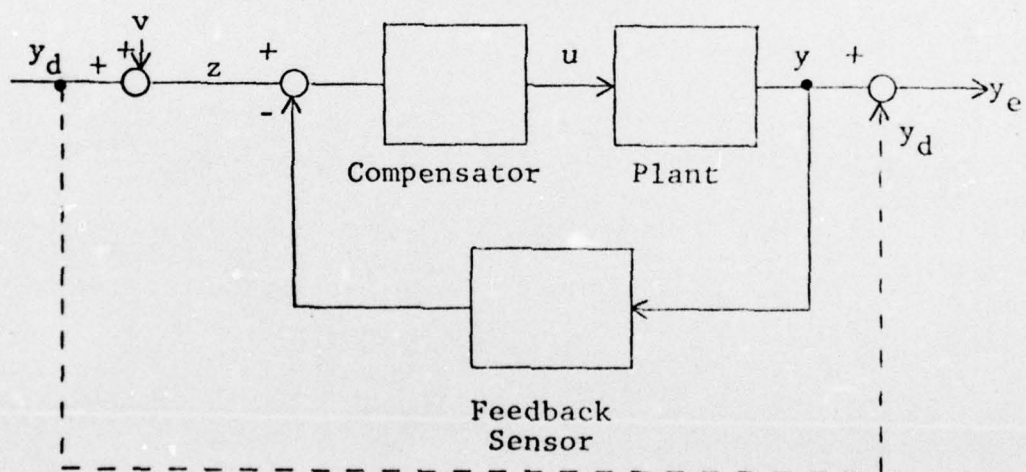 v
y_d + +
z
+
-
u
y
+
y_e
y_d
Compensator
Plant
Feedback
Sensor